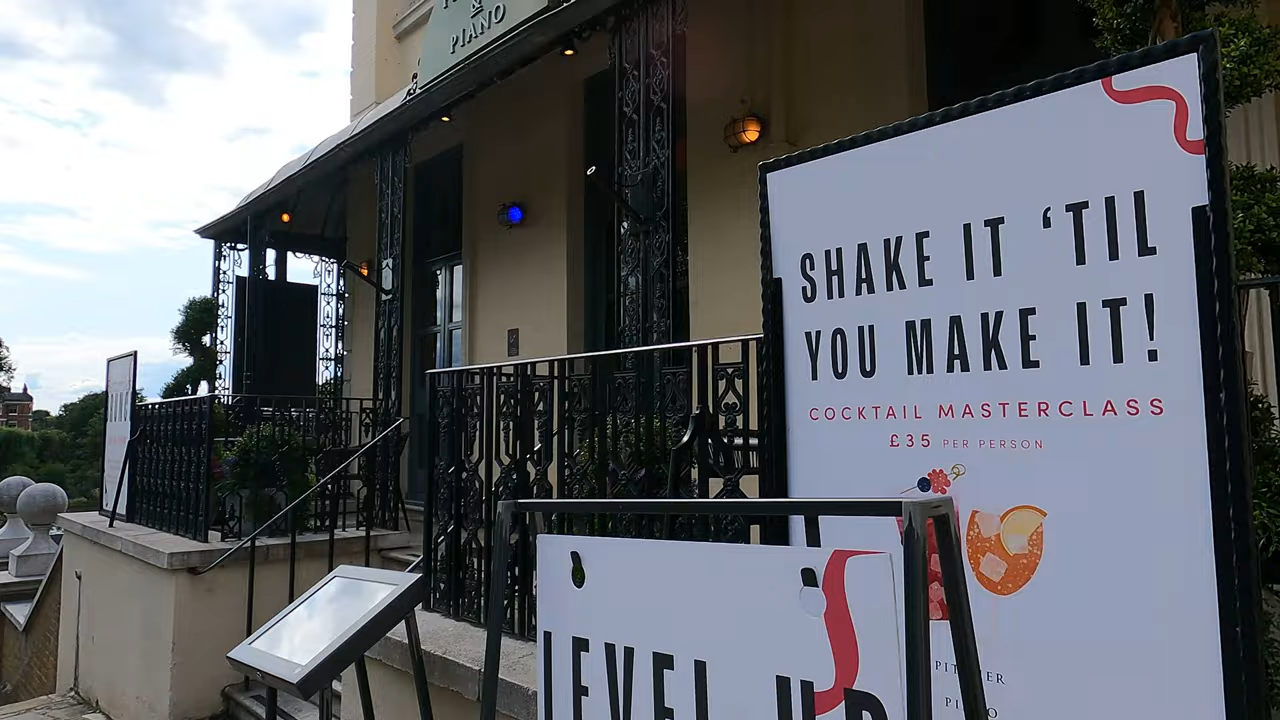 &
PIANO
SHAKE IT ‘TIL
YOU MAKE IT!
COCKTAIL MASTERCLASS
£35 PER PERSON
LEVEL UP